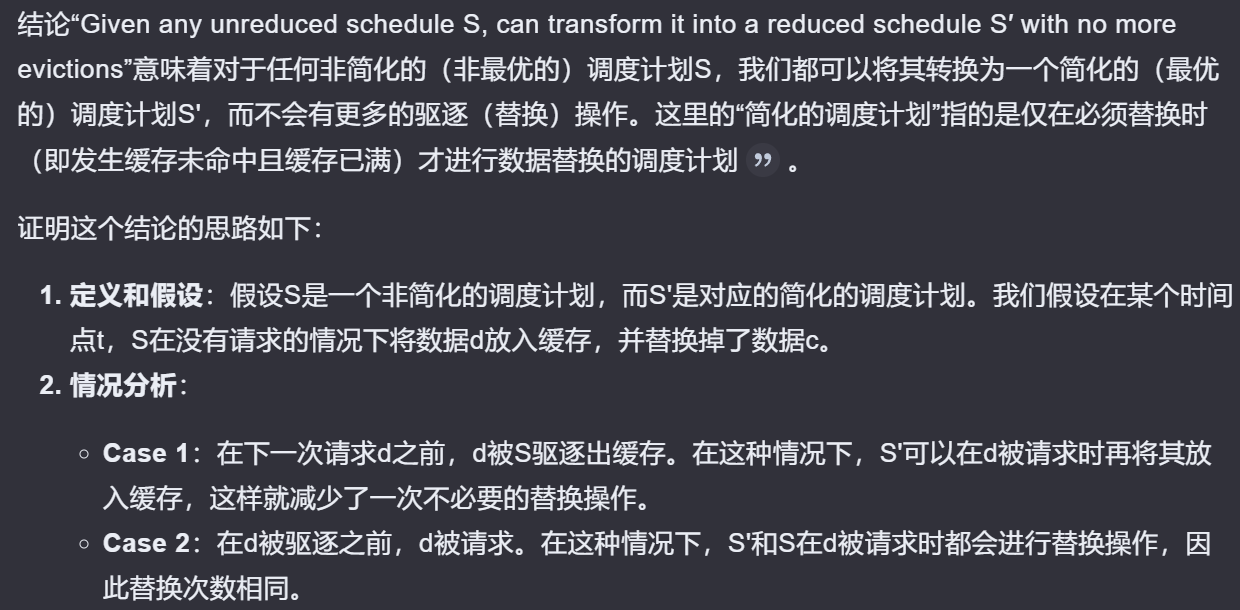 结论“Given any unreduced schedule S, can transform it into a reduced schedule S′ with no more
evictions”意味着对于任何非简化的（非最优的）调度计划S，我们都可以将其转换为一个简化的（最优
的）调度计划S'，而不会有更多的驱逐（替换）操作。这里的“简化的调度计划”指的是仅在必须替换时
（即发生缓存未命中且缓存已满）才进行数据替换的调度计划 ” 。
证明这个结论的思路如下：
1. 定义和假设：假设S是一个非简化的调度计划，而S'是对应的简化的调度计划。我们假设在某个时间
点t，S在没有请求的情况下将数据d放入缓存，并替换掉了数据c。
2. 情况分析：
○ Case 1：在下一次请求d之前，d被S驱逐出缓存。在这种情况下，S'可以在d被请求时再将其放
入缓存，这样就减少了一次不必要的替换操作。
○ Case 2：在d被驱逐之前，d被请求。在这种情况下，S'和S在d被请求时都会进行替换操作，因
此替换次数相同。